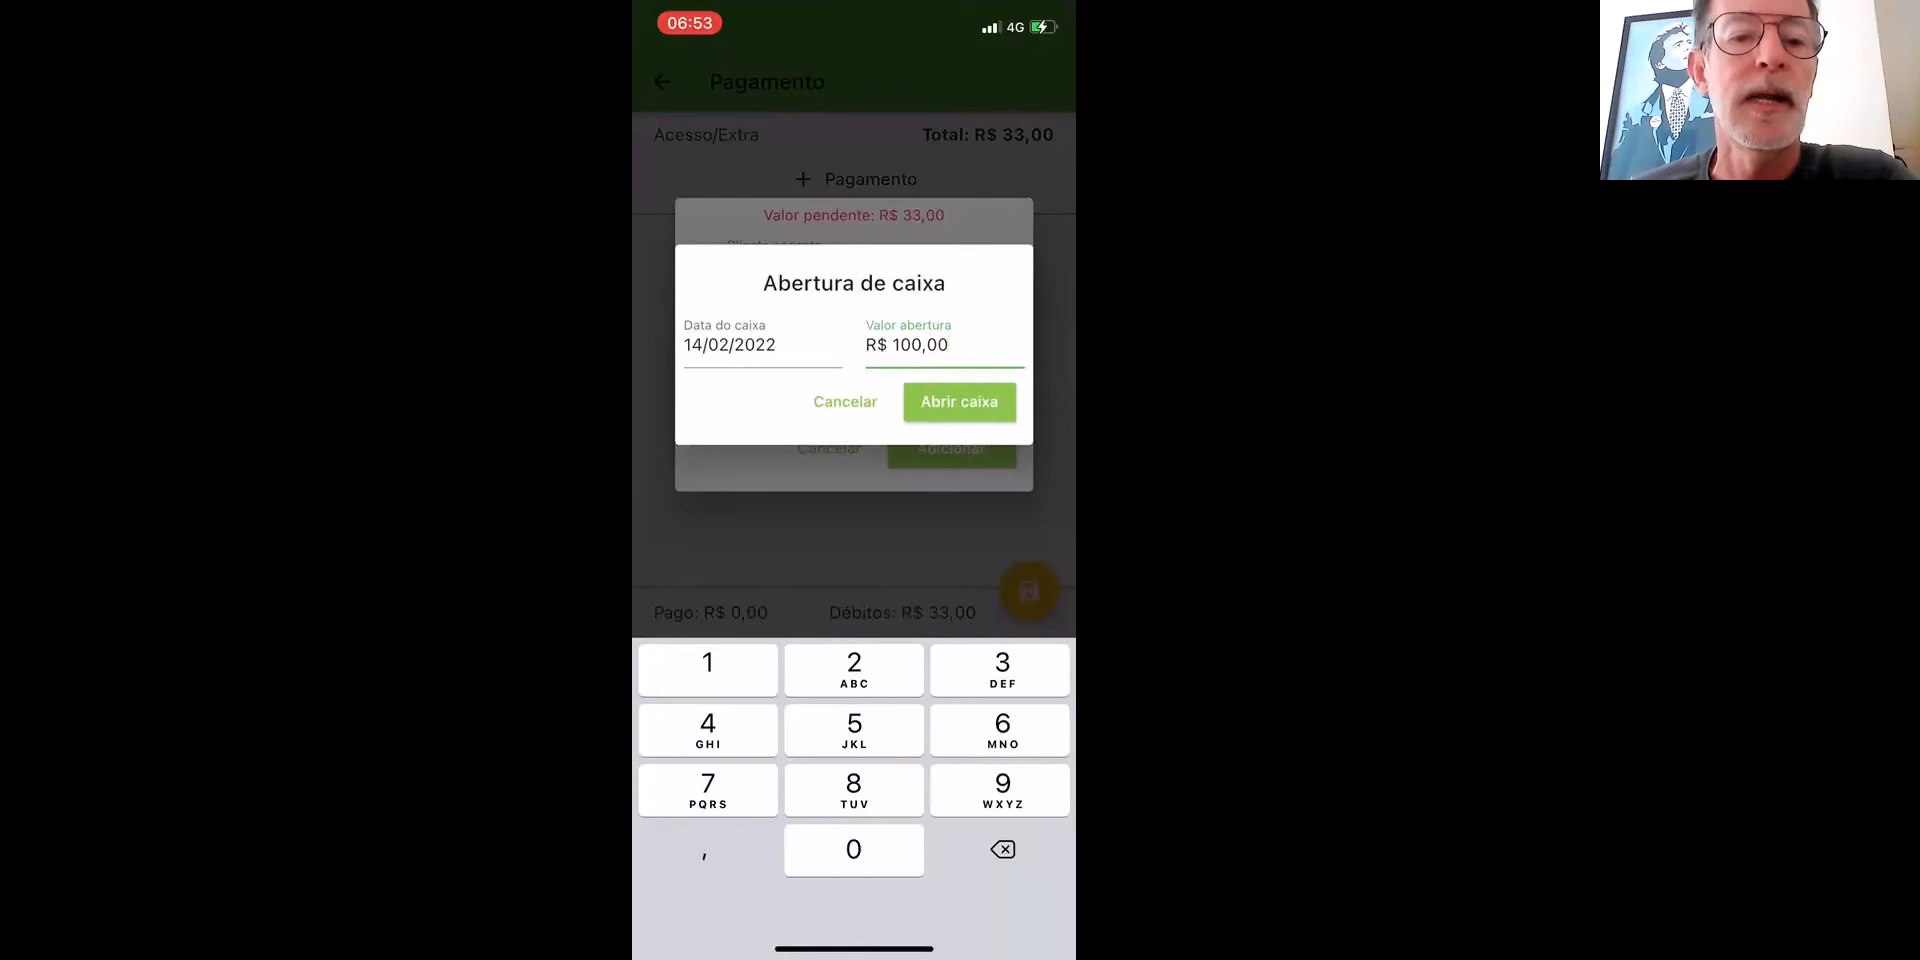 06:53
4G
Pagamento
Acesso/Extra Total: R$ 33,00
+ Pagamento
Valor pendente: R$ 33,00
Abertura de caixa
Data do caixa Valor abertura
14/02/2022 R$ 100,00
Cancelar Abrir caixa
Cancelar Adicionar
Pago: R$ 0,00 Débitos: R$ 33,00
1 2 3
ABC DEF
4 5 6
GHI JKL MNO
7 8 9
PQRS TUV WXYZ
, 0